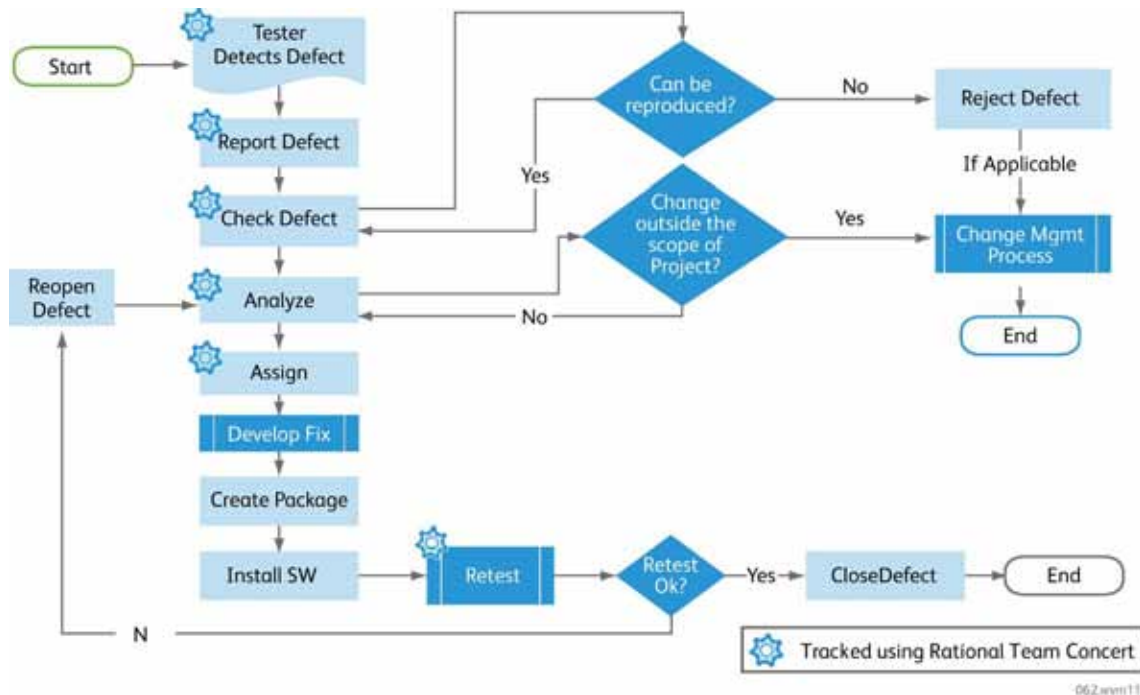 Start
Tester
Detects Defect
Report Defect
Check Defect
Analyze
Reopen
Defect
Assign
Develop Fix
Create Package
Install SW
Retest
Retest
Ok?
Yes
CloseDefect
End
N
Can be
reproduced?
Yes
No
Reject Defect
If Applicable
Change
outside the
scope of
Project?
No
Yes
Change Mgmt
Process
End
Tracked using Rational Team Concert